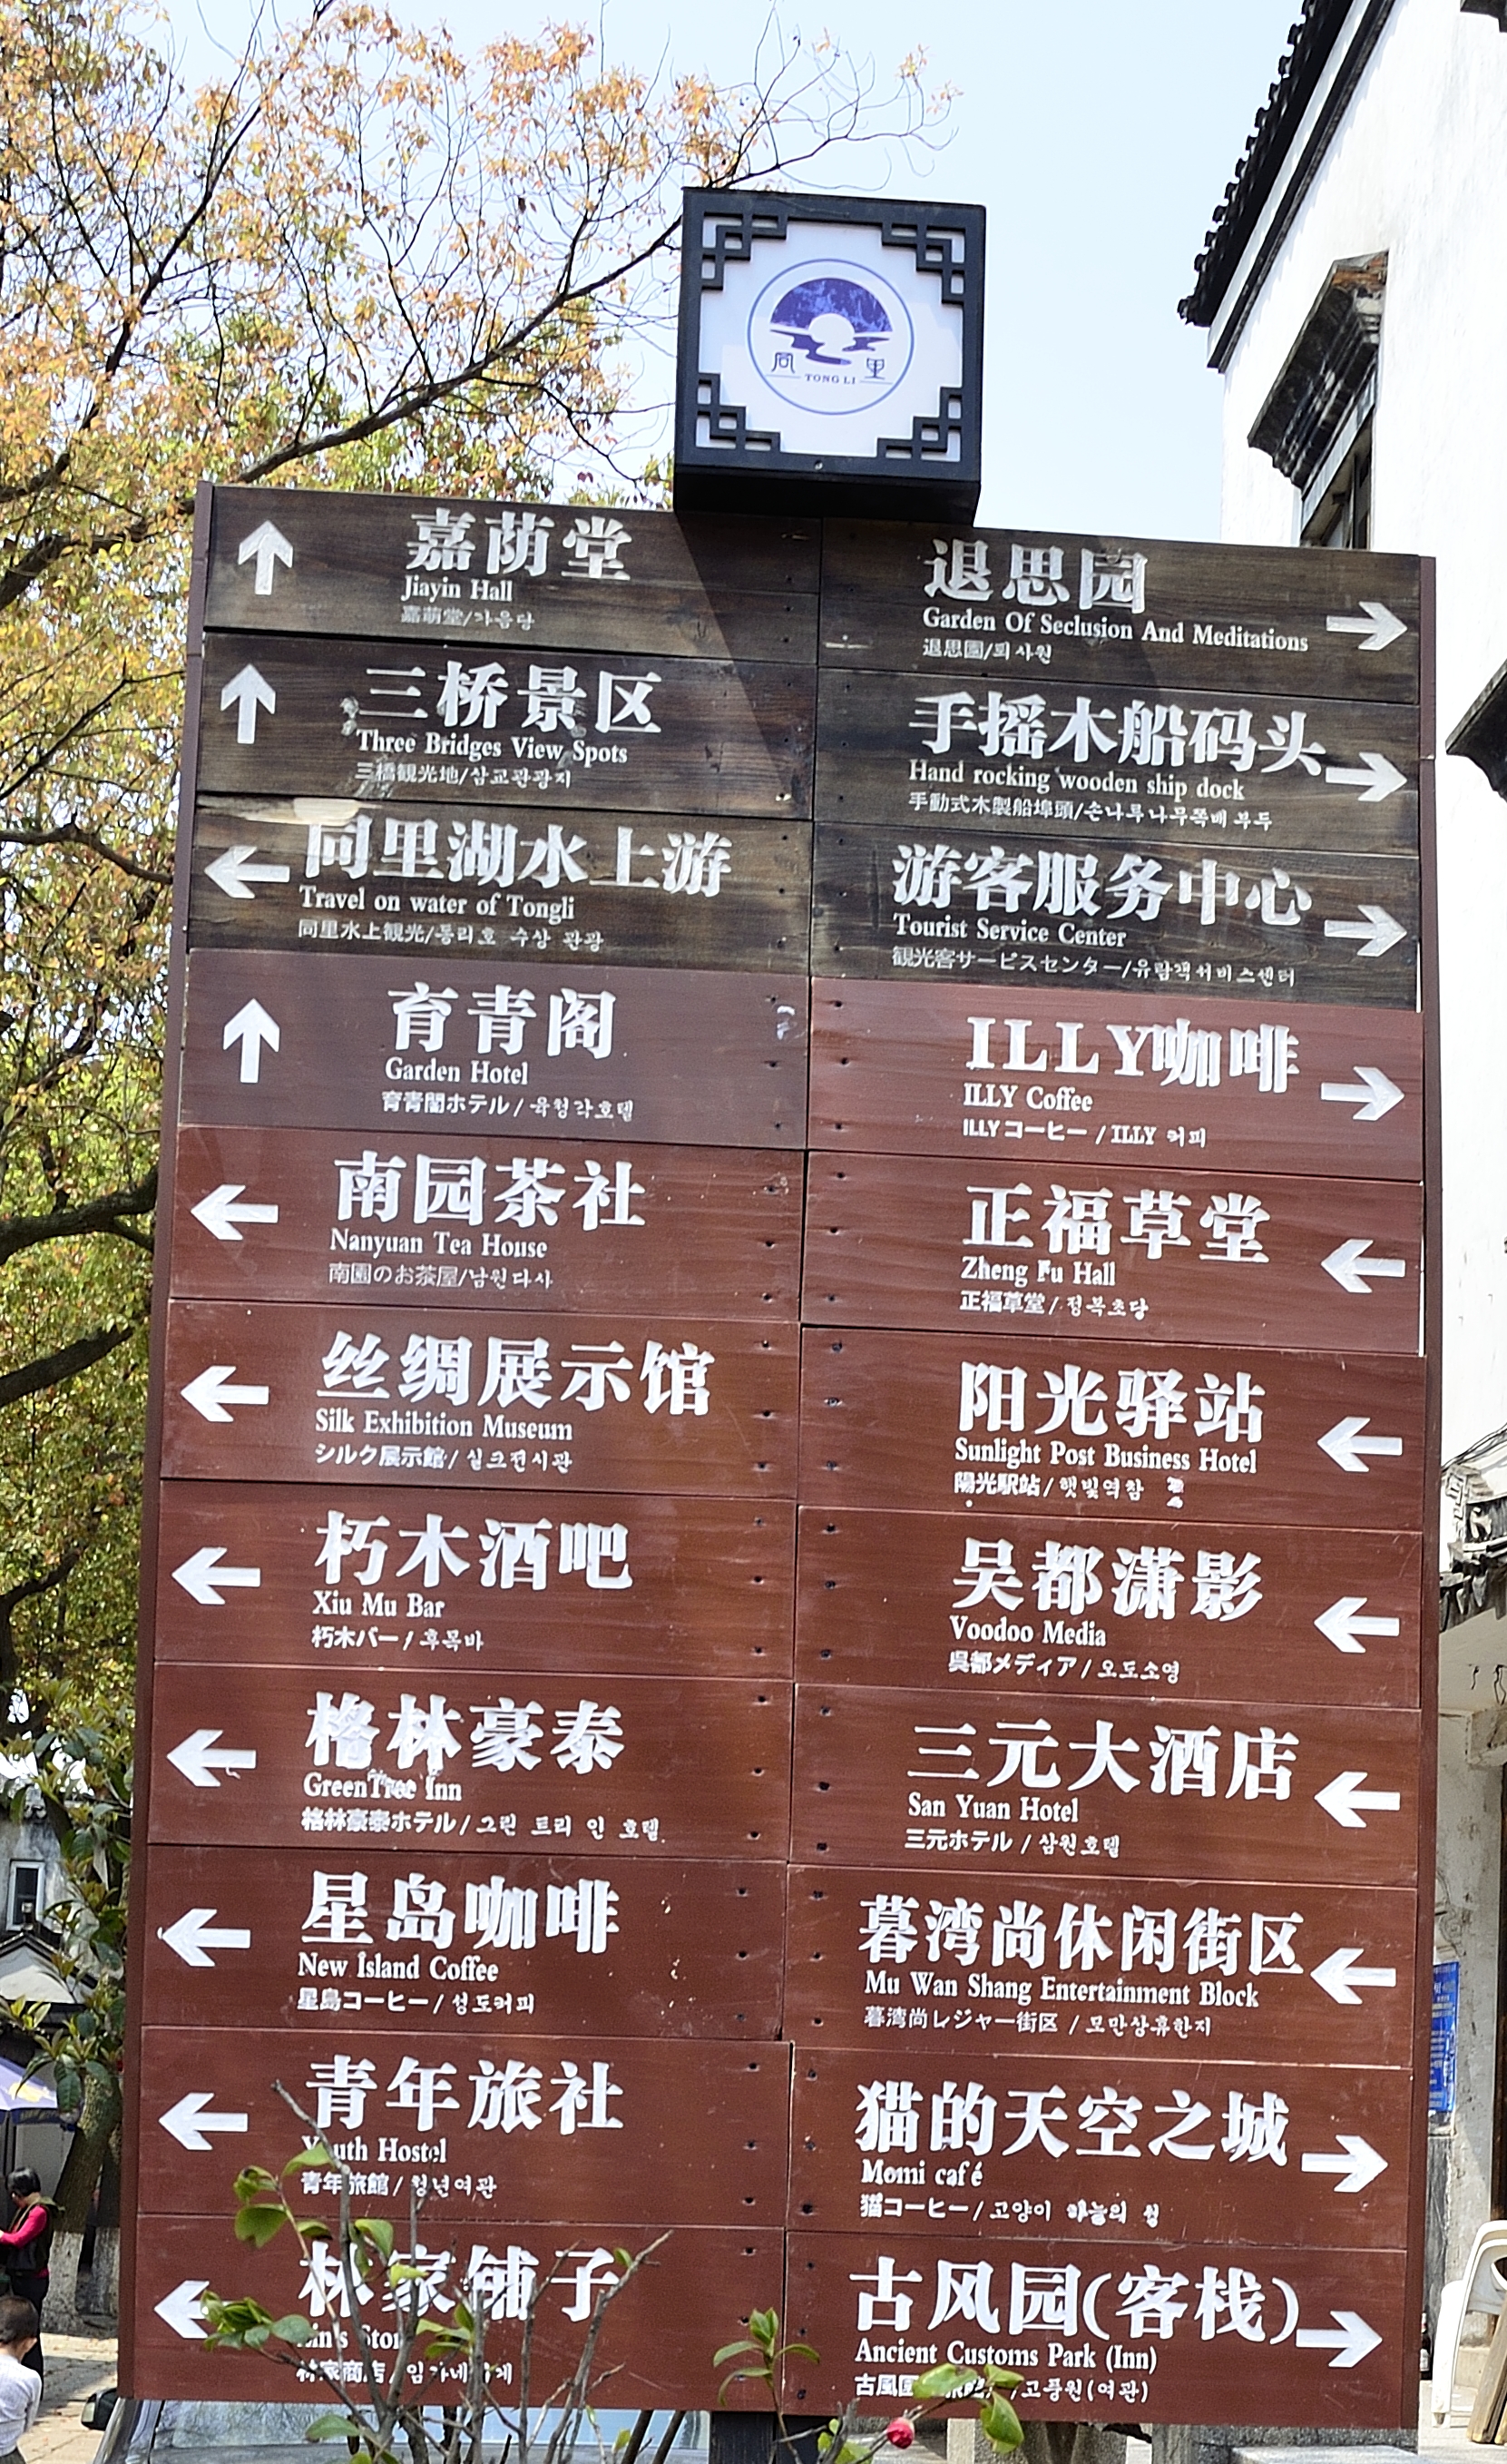 同里
TONG LI
嘉荫堂
Jiayin Hall
嘉萌堂/가음당
三桥景区
Three Bridges View Spots
三橋観光地/삼교관광지
同里湖水上游
Travel on water of Tongli
同里水上観光/동리호 수상 관광
育青阁
Garden Hotel
育青閣ホテル/육청각호텔
南园茶社
Nanyuan Tea House
南園のお茶屋/남원다사
丝绸展示馆
Silk Exhibition Museum
シルク展示館/실크전시관
朽木酒吧
Xiu Mu Bar
朽木バー/후목바
格林豪泰
GreenTree Inn
格林豪泰ホテル/그린 트리 인 호텔
星岛咖啡
New Island Coffee
星島コーヒー/성도커피
青年旅社
Youth Hostel
青年旅館/청년여관
林家铺子
林家商店/임가네
退思园
Garden Of Seclusion And Meditations
退思園/퇴사원
手摇木船码头
Hand rocking wooden ship dock
手動式木製船埠頭/손나루나무쪽배 부두
游客服务中心
Tourist Service Center
観光客サービスセンター/유람객서비스센터
ILLY咖啡
ILLY Coffee
ILLYコーヒー/ILLY 커피
正福草堂
Zheng Fu Hall
正福草堂/정복초당
阳光驿站
Sunlight Post Business Hotel
陽光駅站/햇빛역참
吴都潇影
Voodoo Media
呉都メディア/오도소영
三元大酒店
San Yuan Hotel
三元ホテル/삼원호텔
暮湾尚休闲街区
Mu Wan Shang Entertainment Block
暮湾尚レジャー街区/모만상휴한지
猫的天空之城
Momi café
猫コーヒー/고양이 하늘의 성
古风园(客栈)
Ancient Customs Park (Inn)
古風園 /고풍원(여관)